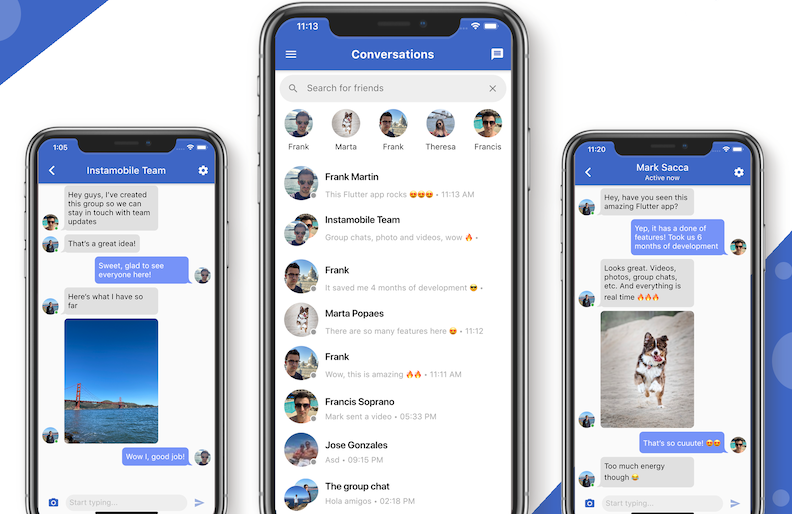 1:05
Instamobile Team
Hey guys, I've created
this group so we can
stay in touch with team
updates
That's a great idea!
Sweet, glad to see
everyone here!
Here's what I have so
far
Wow I, good job!
Start typing...
11:13
Conversations
Search for friends
Frank
Marta
Frank
Theresa
Francis
Frank Martin
This Flutter app rocks 😍😍😍 • 11:13 AM
Instamobile Team
Group chats, photo and videos, wow 🔥 •
Frank
It saved me 4 months of development 😎 •
Marta Popaes
There are so many features here 😍 • 11:12
Frank
Wow, this is amazing 🔥🔥 • 11:11 AM
Francis Soprano
Mark sent a video • 05:33 PM
Jose Gonzales
Asd • 09:15 PM
The group chat
Hola amigos • 02:18 PM
11:20
Mark Sacca
Active now
Hey, have you seen this
amazing Flutter app?
Yep, it has a done of
features! Took us 6
months of development
Looks great. Videos,
photos, group chats,
etc. And everything is
real time 🔥🔥🔥
That's so cuuute! 😍😍
Too much energy
though 😂
Start typing...